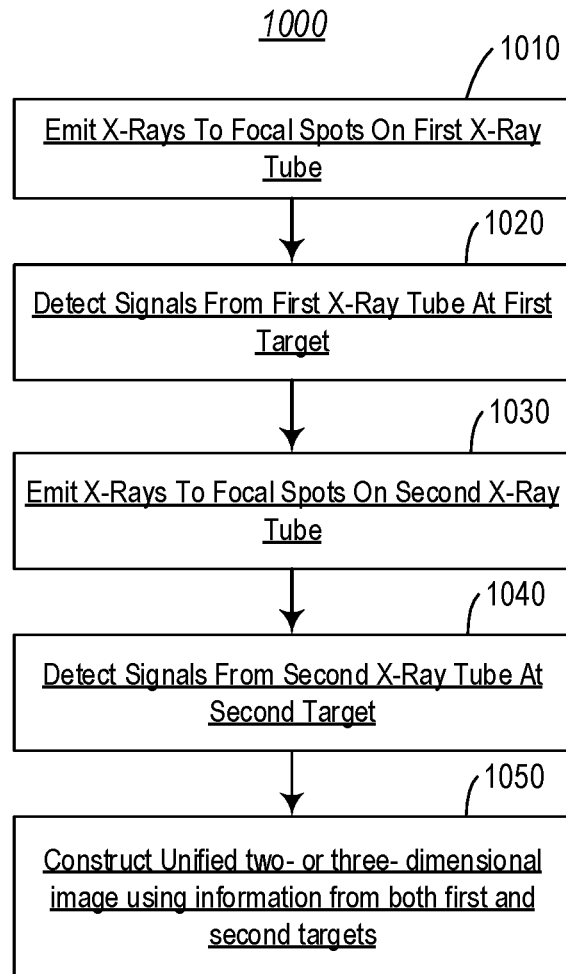 1000
1010
Emit X-Rays To Focal Spots On First X-Ray
Tube
1020
Detect Signals From First X-Ray Tube At First
Target
1030
Emit X-Rays To Focal Spots On Second X-Ray
Tube
1040
Detect Signals From Second X-Ray Tube At
Second Target
1050
Construct Unified two- or three- dimensional
image using information from both first and
second targets